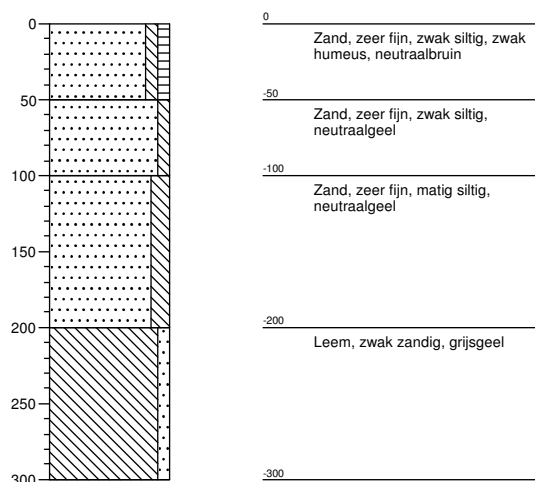 0
50
100
150
200
250
300
0
Zand, zeer fijn, zwak siltig, zwak
humeus, neutraalbruin
-50
Zand, zeer fijn, zwak siltig,
neutraalgeel
-100
Zand, zeer fijn, matig siltig,
neutraalgeel
-200
Leem, zwak zandig, grijsgeel
-300